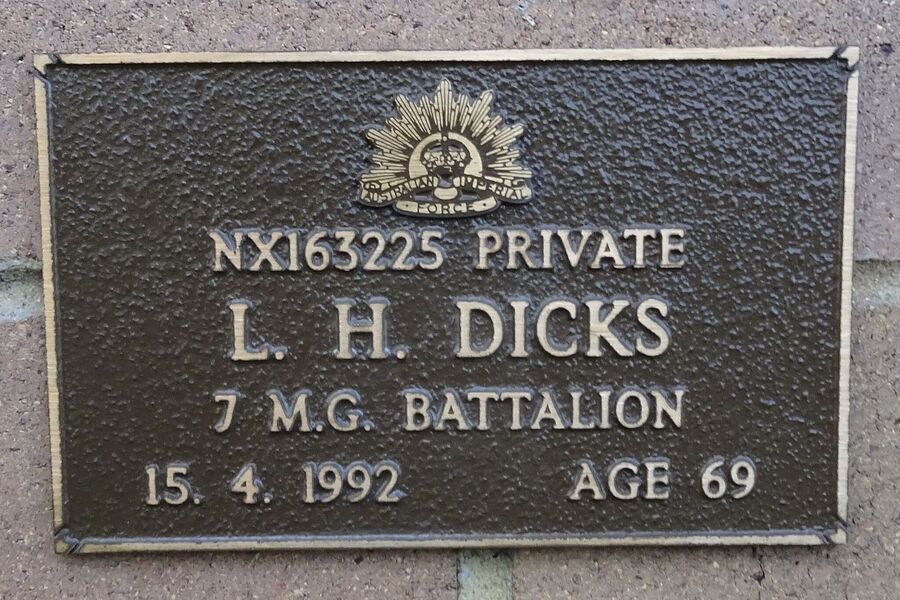 AUSTRALIAN IMPERIAL
FORCE
NX163225 PRIVATE
L. H. DICKS
7 M.G. BATTALION
15. 4. 1992 AGE 69